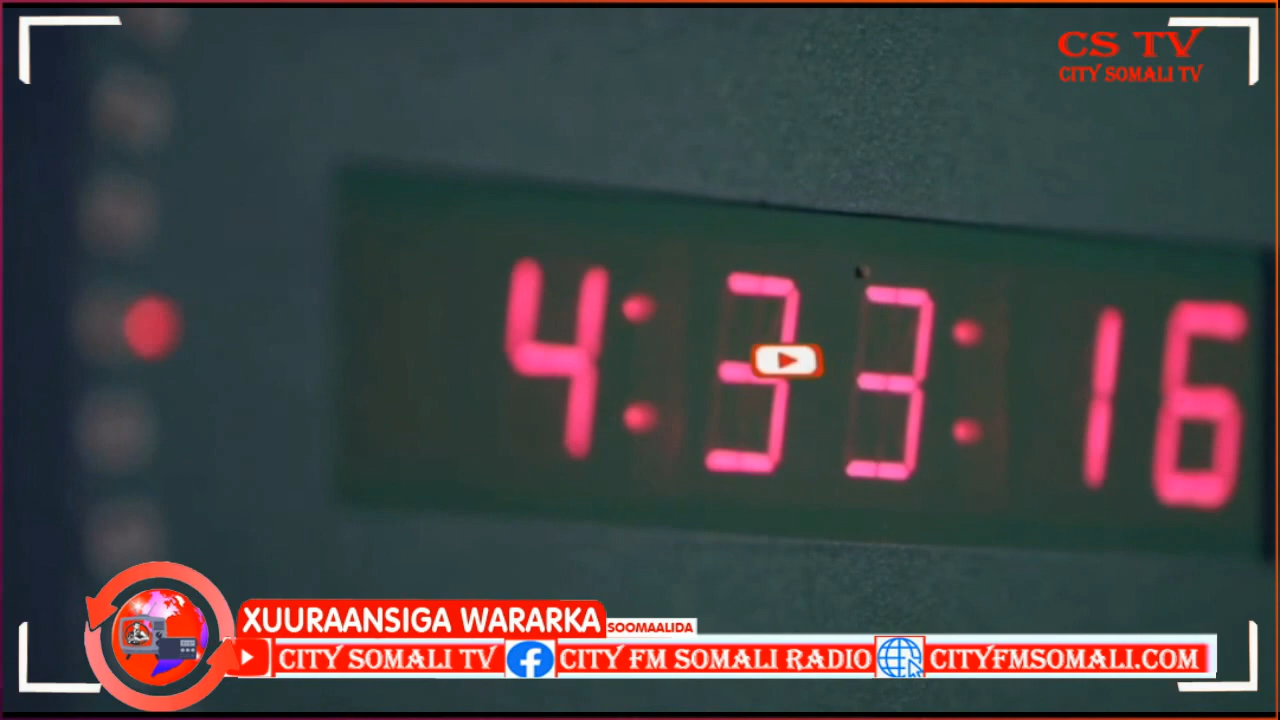 CS TV
CITY SOMALI TV
4:33:16
XUURAANSIGA WARARKA
SOOMAALIDA
CITY SOMALI TV CITY FM SOMALI RADIO CITYFMSOMALI.COM